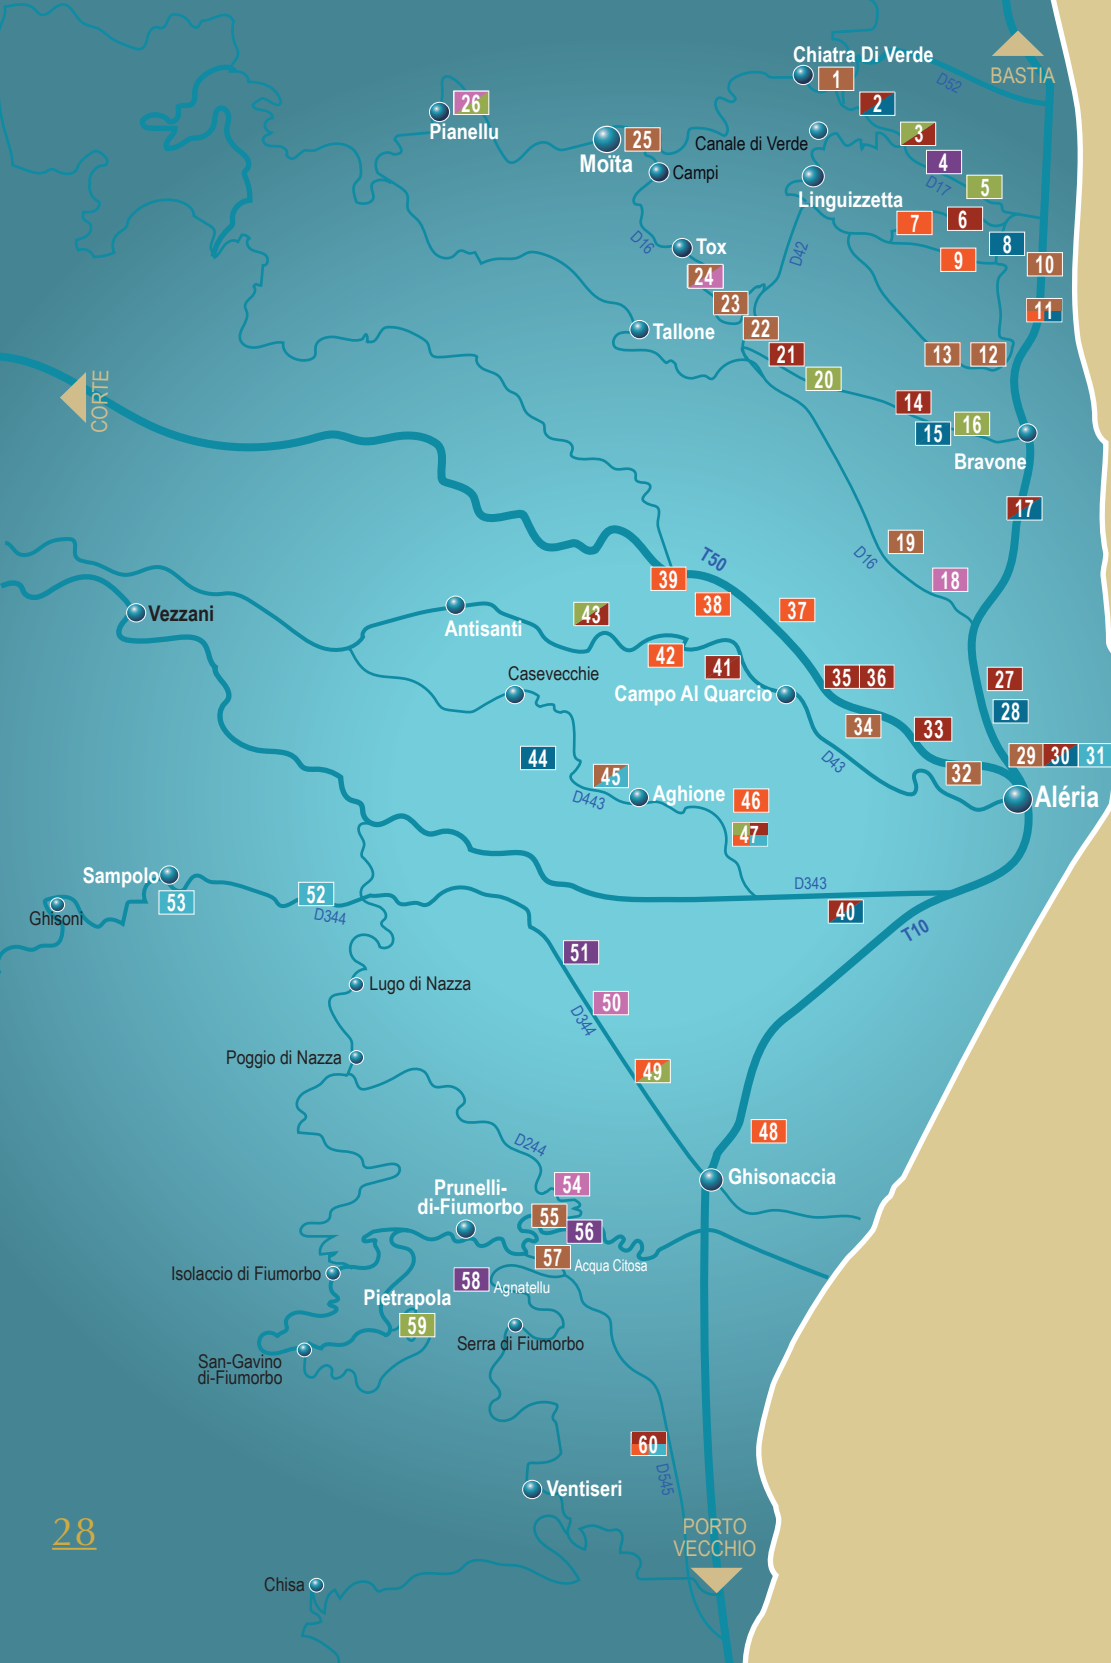 Chiatra Di Verde
1
BASTIA
D52
2
26
Pianellu
3
Moïta
25
Canale di Verde
4
Campi
D17
5
Linguizzetta
7
6
D16
Tox
D42
8
9
10
24
23
11
Tallone
22
21
13
12
20
CORTE
14
15
16
Bravone
17
19
D16
18
T50
39
38
37
Vezzani
Antisanti
43
42
41
Casevecchie
Campo Al Quarcio
35
36
27
28
34
33
44
45
D43
32
29
30
31
D443
Aghione
46
Aléria
47
Sampolo
53
52
D343
Ghisoni
D344
40
T10
51
Lugo di Nazza
50
D344
Poggio di Nazza
49
48
D244
Ghisonaccia
54
Prunelli-
di-Fiumorbo
55
56
57
Acqua Citosa
Isolaccio di Fiumorbo
58
Agnatellu
Pietrapola
59
Serra di Fiumorbo
San-Gavino
di-Fiumorbo
60
D545
Ventiseri
28
PORTO
VECCHIO
Chisa